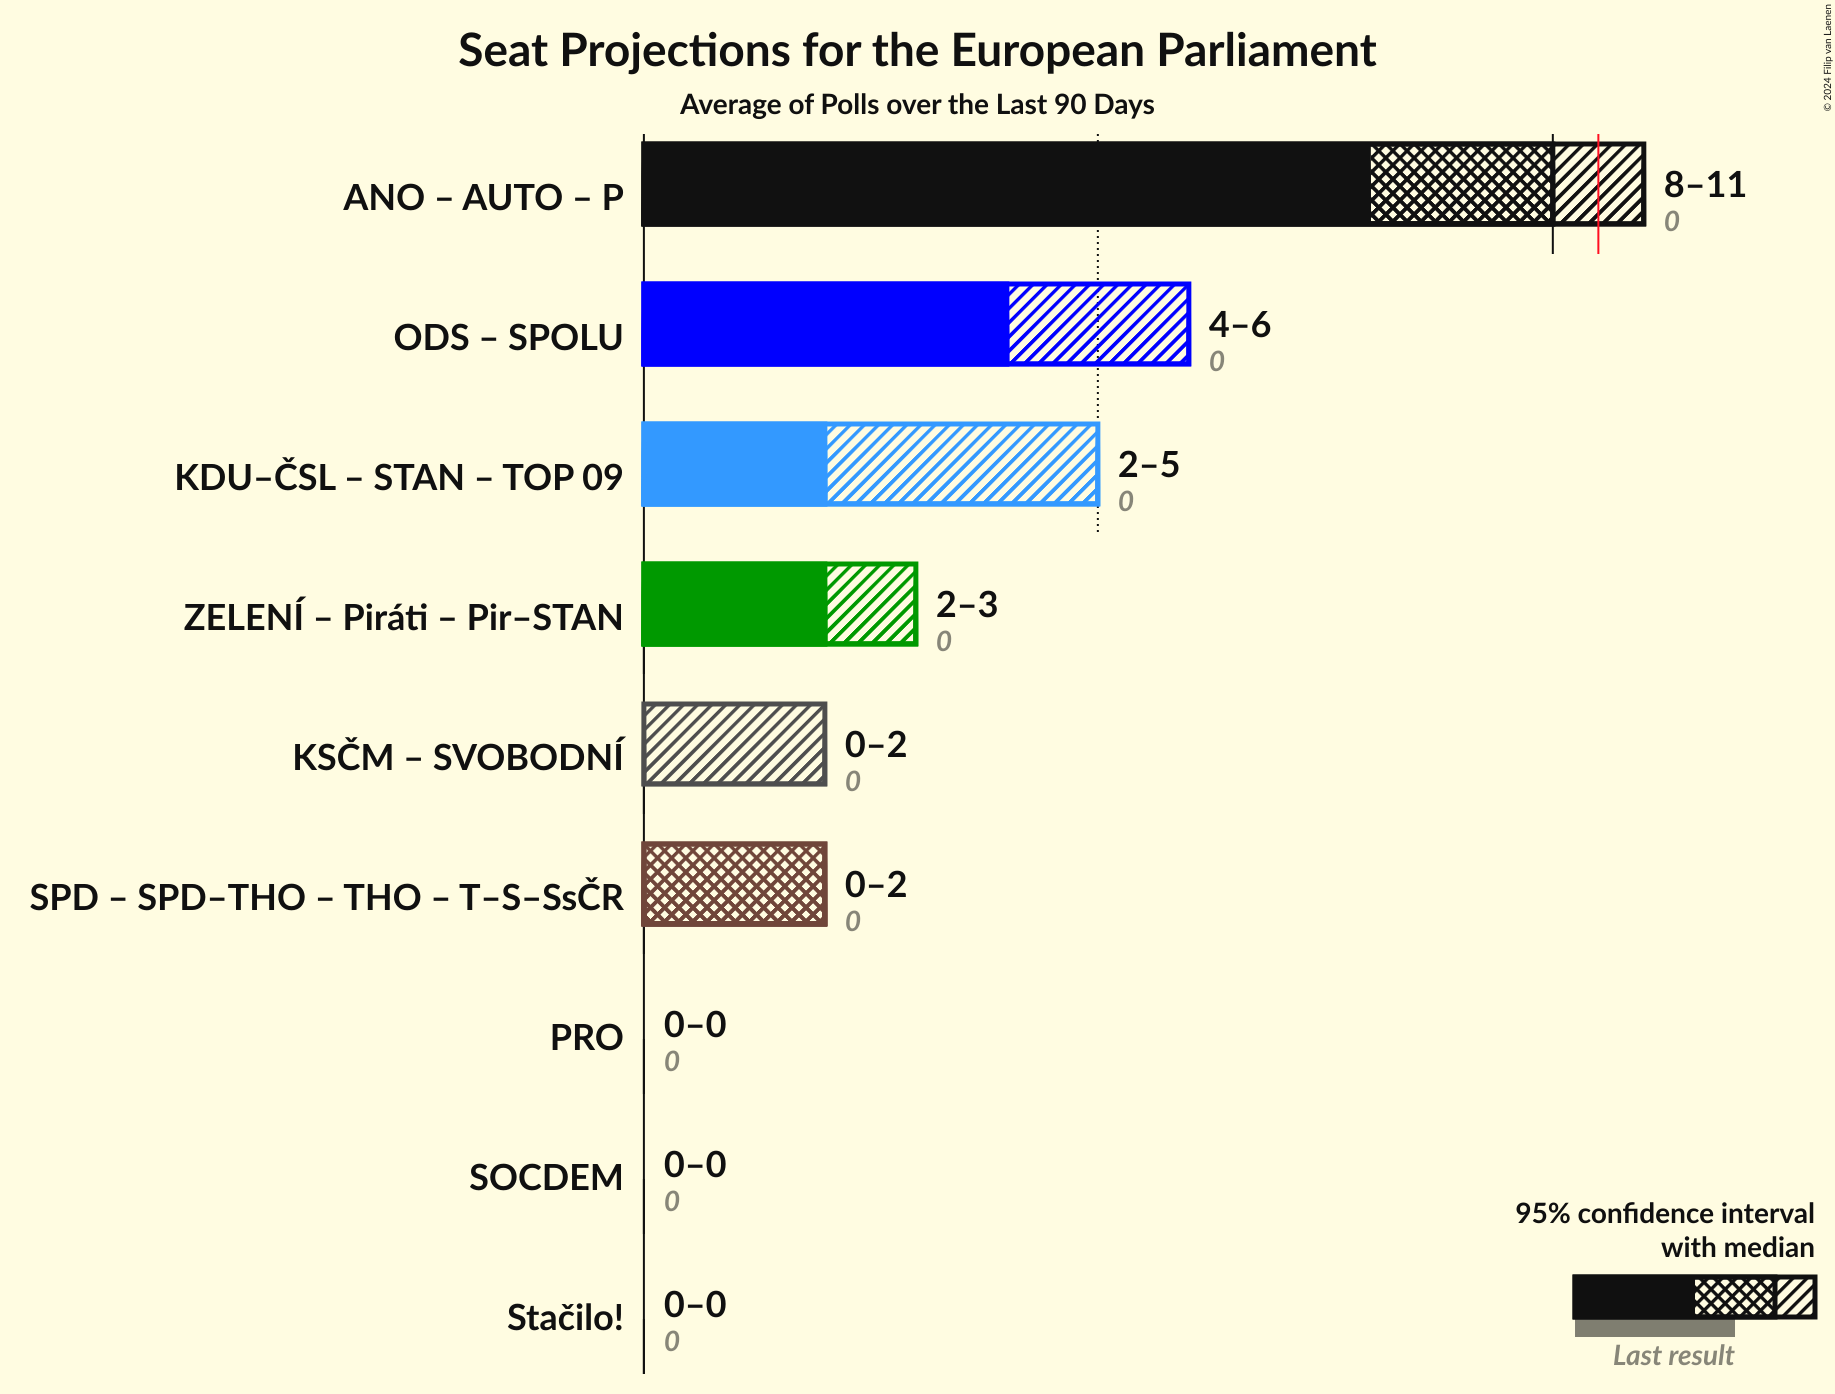 Seat Projections for the European Parliament
Average of Polls over the Last 90 Days
© 2024 Filip van Laenen
ANO – AUTO – P
8–11
0
ODS – SPOLU
4–6
0
KDU–ČSL – STAN – TOP 09
2–5
0
ZELENÍ – Piráti – Pir–STAN
2–3
0
KSČM – SVOBODNÍ
0–2
0
SPD – SPD–THO – THO – T–S–SsČR
0–2
0
PRO
0–0
0
SOCDEM
0–0
0
Stačilo!
0–0
0
95% confidence interval
with median
Last result